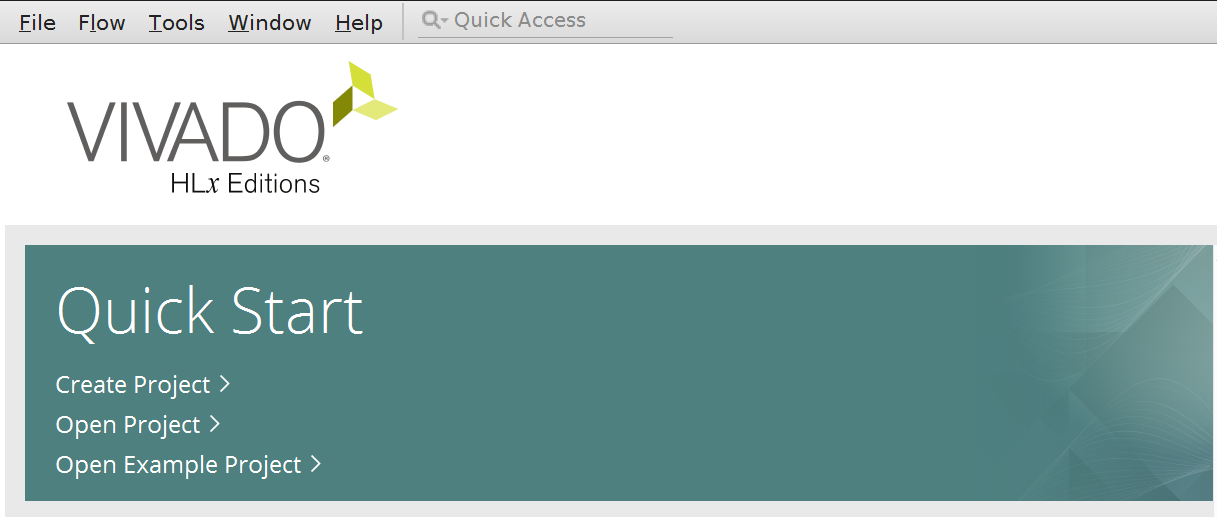 File Flow Tools Window Help Quick Access
VIVADO®
HLx Editions
Quick Start
Create Project >
Open Project >
Open Example Project >